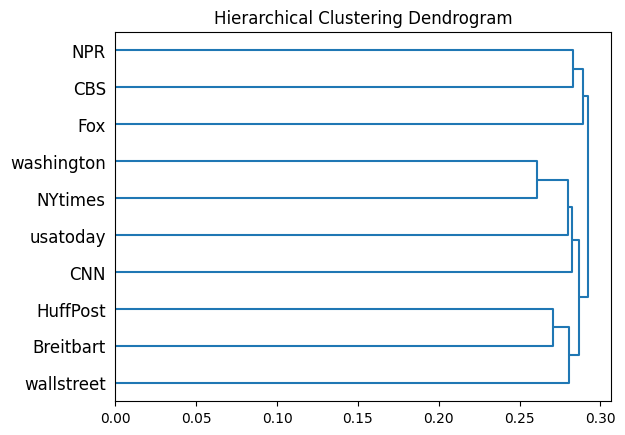 Hierarchical Clustering Dendrogram
NPR
CBS
Fox
washington
NYtimes
usatoday
CNN
HuffPost
Breitbart
wallstreet
0.00 0.05 0.10 0.15 0.20 0.25 0.30